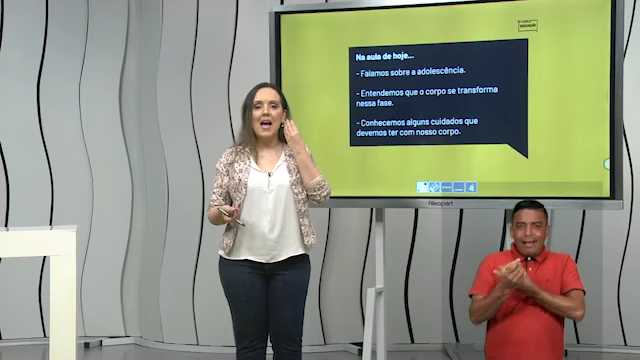 EDUCAÇÃO
Na aula de hoje...
- Falamos sobre a adolescência.
- Entendemos que o corpo se transforma
nessa fase.
- Conhecemos alguns cuidados que
devemos ter com nosso corpo.
Neopart